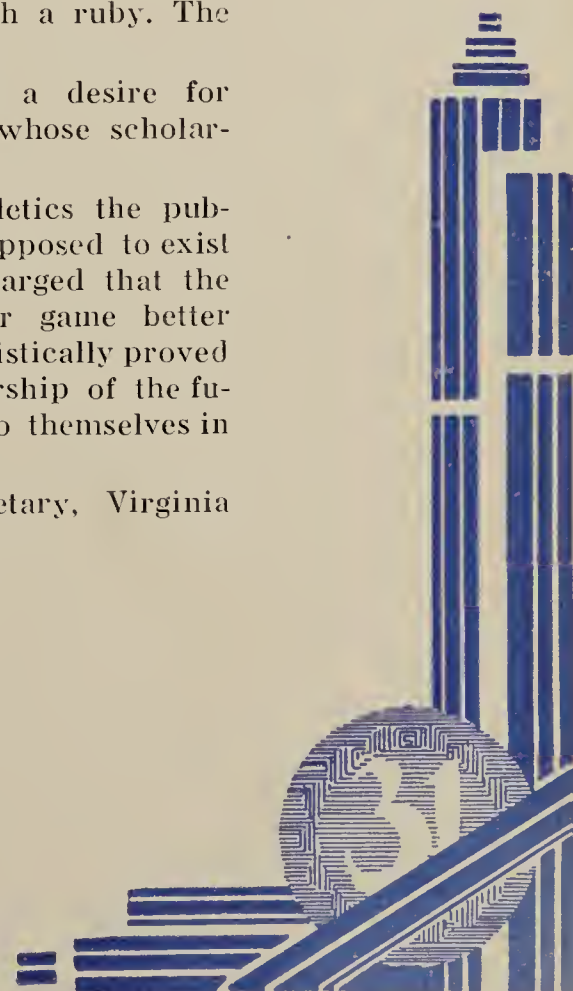 h a ruby. The
a desire for
whose scholar-
letics the pub-
pposed to exist
arged that the
r game better
istically proved
rship of the fu-
o themselves in
etary, Virginia
31